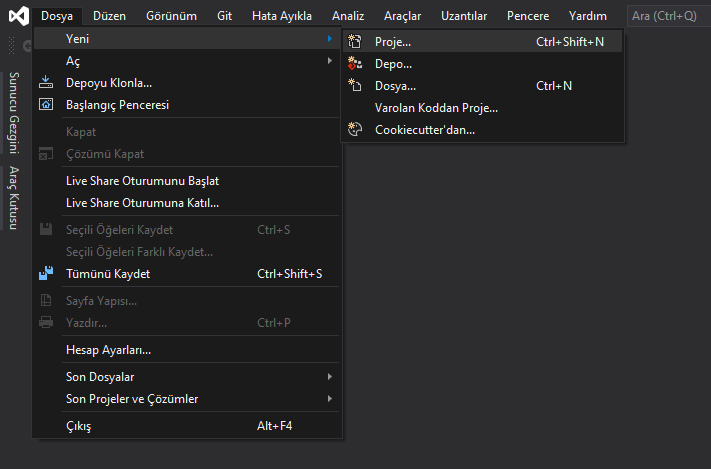 Dosya Düzen Görünüm Git Hata Ayıkla Analiz Araçlar Uzantılar Pencere Yardım Ara (Ctrl+Q)
Yeni
Aç
Depoyu Klonla...
Başlangıç Penceresi
Kapat
Çözümü Kapat
Live Share Oturumunu Başlat
Live Share Oturumuna Katıl...
Seçili Öğeleri Kaydet Ctrl+S
Seçili Öğeleri Farklı Kaydet...
Tümünü Kaydet Ctrl+Shift+S
Sayfa Yapısı...
Yazdır... Ctrl+P
Hesap Ayarları...
Son Dosyalar
Son Projeler ve Çözümler
Çıkış Alt+F4
Proje... Ctrl+Shift+N
Depo...
Dosya... Ctrl+N
Varolan Koddan Proje...
Cookiecutter'dan...
Sunucu Gezgini
Araç Kutusu